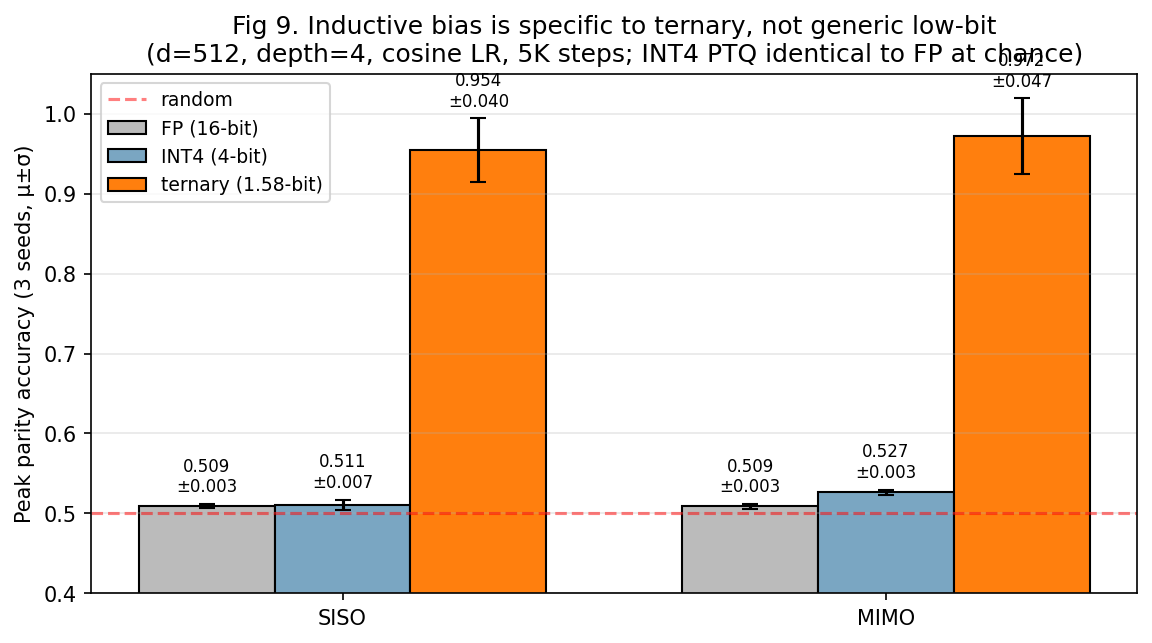 Fig 9. Inductive bias is specific to ternary, not generic low-bit
(d=512, depth=4, cosine LR, 5K steps; INT4 PTQ identical to FP at chance)
0.972
±0.047
0.954
±0.040
random
FP (16-bit)
INT4 (4-bit)
ternary (1.58-bit)
Peak parity accuracy (3 seeds, μ±σ)
1.0
0.9
0.8
0.7
0.6
0.5
0.4
0.509
±0.003
0.511
±0.007
0.509
±0.003
0.527
±0.003
SISO
MIMO